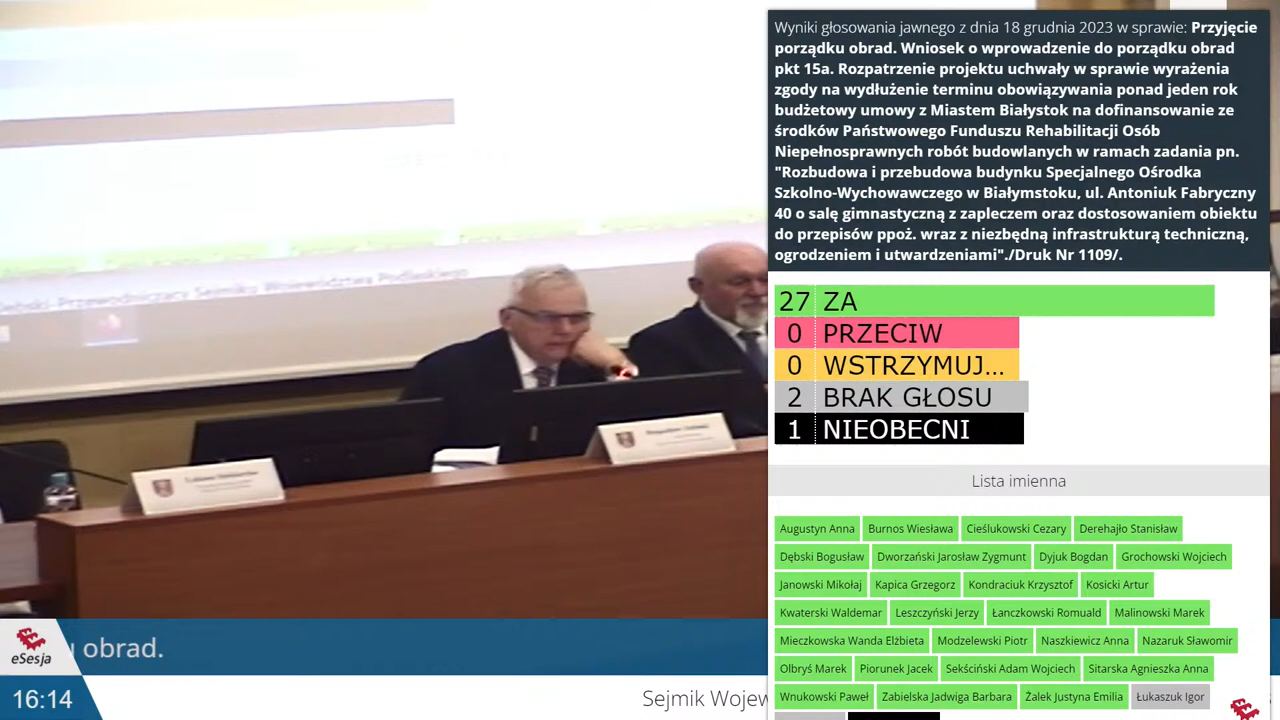 Wyniki głosowania jawnego z dnia 18 grudnia 2023 w sprawie: Przyjęcie
porządku obrad. Wniosek o wprowadzenie do porządku obrad
pkt 15a. Rozpatrzenie projektu uchwały w sprawie wyrażenia
zgody na wydłużenie terminu obowiązywania ponad jeden rok
budżetowy umowy z Miastem Białystok na dofinansowanie ze
środków Państwowego Funduszu Rehabilitacji Osób
Niepełnosprawnych robót budowlanych w ramach zadania pn.
"Rozbudowa i przebudowa budynku Specjalnego Ośrodka
Szkolno-Wychowawczego w Białymstoku, ul. Antoniuk Fabryczny
40 o salę gimnastyczną z zapleczem oraz dostosowaniem obiektu
do przepisów ppoż. wraz z niezbędną infrastrukturą techniczną,
ogrodzeniem i utwardzeniami"./Druk Nr 1109/.
27 ZA
0 PRZECIW
0 WSTRZYMUJ...
2 BRAK GŁOSU
1 NIEOBECNI
Lista imienna
Augustyn Anna Burnos Wiesława Cieślukowski Cezary Derehajło Stanisław
Dębski Bogusław Dworzański Jarosław Zygmunt Dyjuk Bogdan Grochowski Wojciech
Janowski Mikołaj Kapica Grzegorz Kondraciuk Krzysztof Kosicki Artur
Kwaterski Waldemar Leszczyński Jerzy Łanczkowski Romuald Malinowski Marek
Mieczkowska Wanda Elżbieta Modzelewski Piotr Naszkiewicz Anna Nazaruk Sławomir
Olbryś Marek Piorunek Jacek Sekściński Adam Wojciech Sitarska Agnieszka Anna
Wnukowski Paweł Zabielska Jadwiga Barbara Żalek Justyna Emilia Łukaszuk Igor
Sejmiku Województwa Podlaskiego
obrad.
eSesja
16:14
Sejmik Wojew